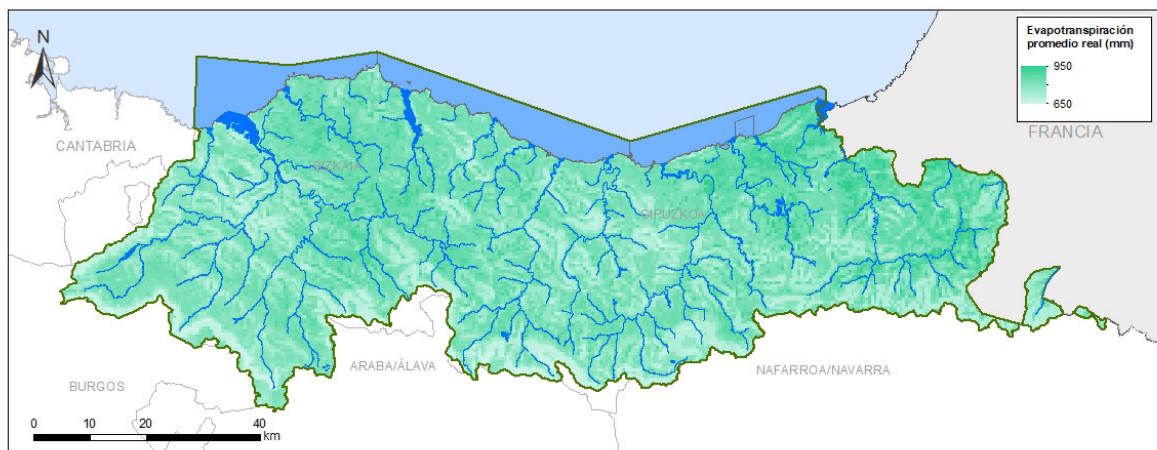 N
Evapotranspiración
promedio real (mm)
950
650
FRANCIA
CANTABRIA
BIZKAIA
GIPUZKOA
ARABA/ÁLAVA
NAFARROA/NAVARRA
BURGOS
0 10 20 40
km